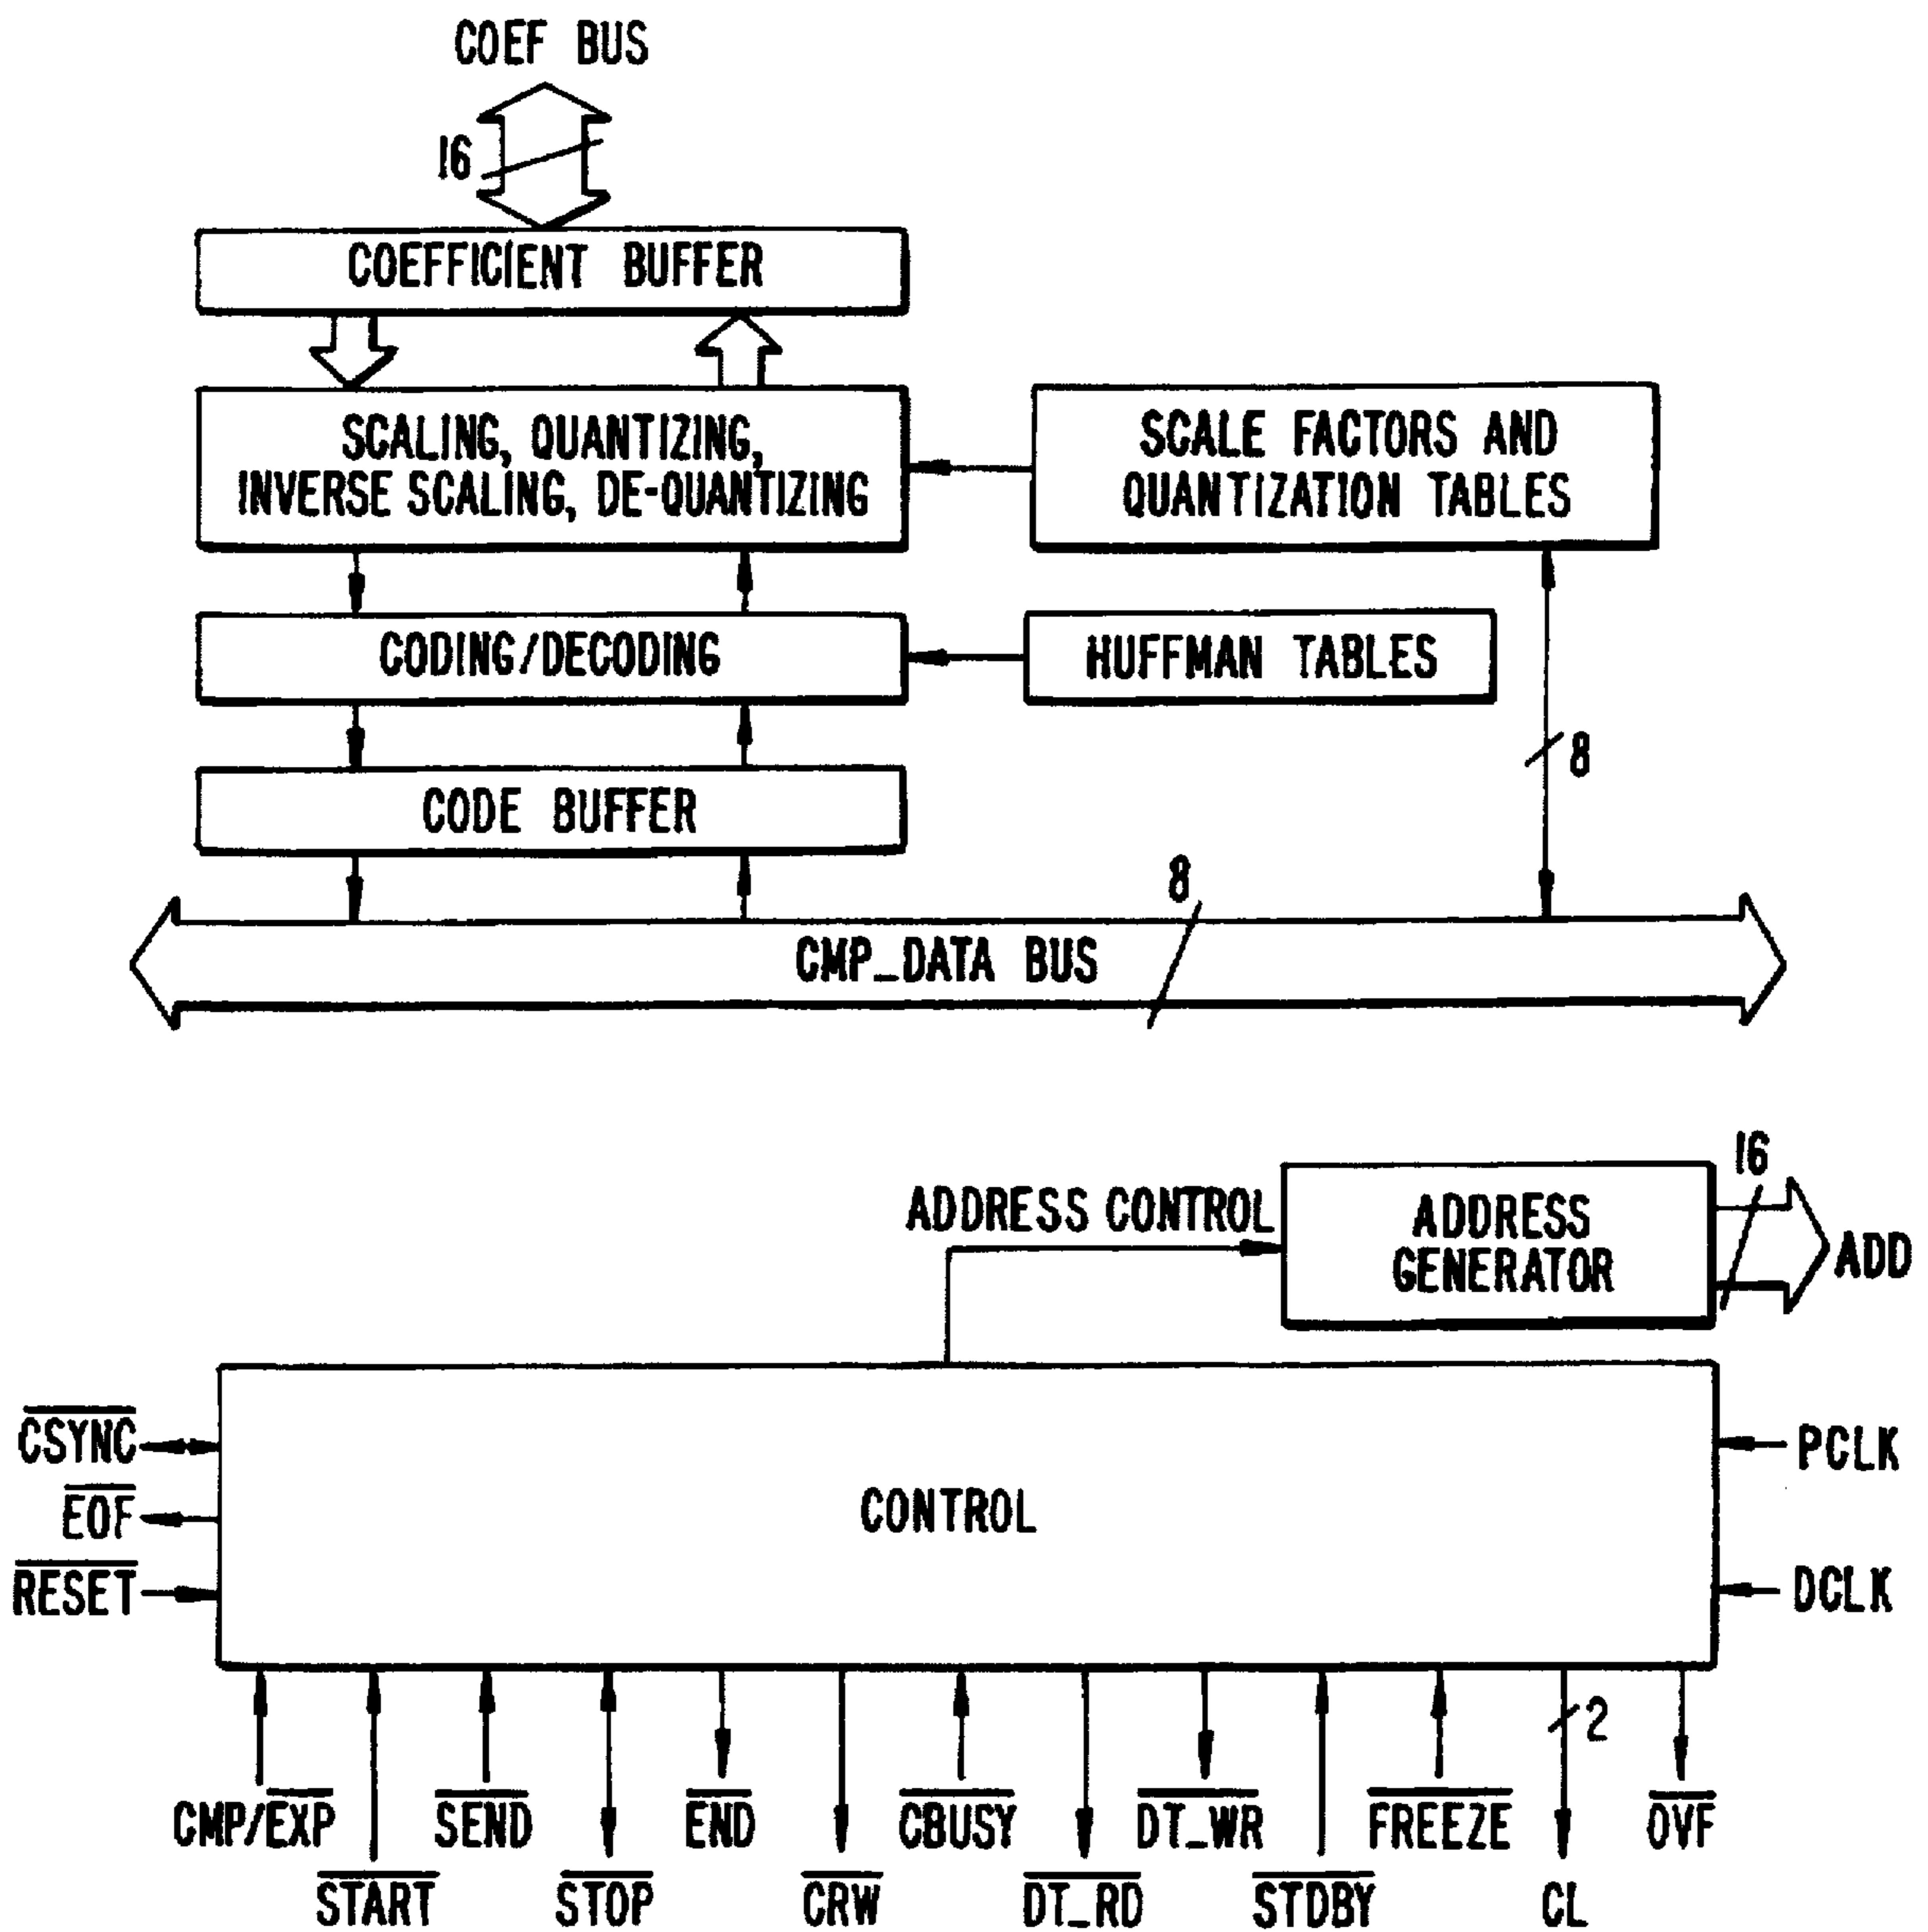 COEF BUS
16
COEFFICIENT BUFFER
SCALING, QUANTIZING,
INVERSE SCALING, DE-QUANTIZING
SCALE FACTORS AND
QUANTIZATION TABLES
CODING/DECODING
HUFFMAN TABLES
8
CODE BUFFER
8
CMP_DATA BUS
16
ADDRESS CONTROL
ADDRESS
GENERATOR
ADD
CSYNC
PCLK
EOF
CONTROL
RESET
DCLK
2
CMP/EXP
SEND
END
CBUSY
DT_WR
FREEZE
OVF
START
STOP
CRW
DT_RD
STDBY
CL